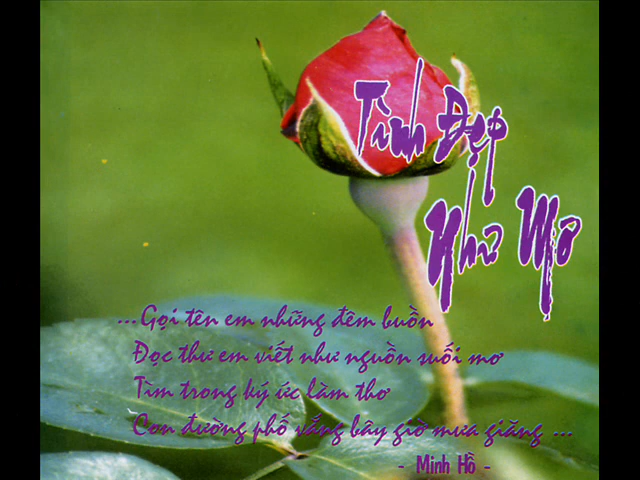 Tình Đẹp
Như Mơ
...Gọi tên em những đêm buồn
Đọc thư em viết như nguồn suối mơ
Tìm trong ký ức làm thơ
Con đường phố vắng bây giờ mưa giăng ...
- Minh Hồ -